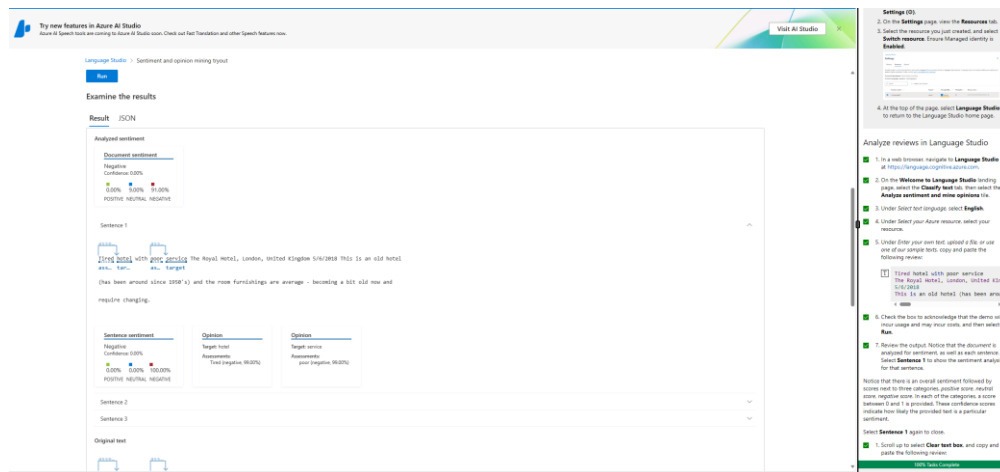 Try new features in Azure AI Studio
Azure AI Speech tools are coming to Azure AI Studio soon. Check out Fast Translation and other Speech features now.
Visit AI Studio
Language Studio > Sentiment and opinion mining tryout
Run
Examine the results
Result JSON
Analyzed sentiment
Document sentiment
Negative
Confidence: 0.00%
0.00% 9.00% 91.00%
POSITIVE NEUTRAL NEGATIVE
Sentence 1
Tired hotel with poor service The Royal Hotel, London, United Kingdom 5/6/2018 This is an old hotel
ass… tar… as… target
(has been around since 1950's) and the room furnishings are average - becoming a bit old now and
require changing.
Sentence sentiment
Negative
Confidence: 0.00%
0.00% 0.00% 100.00%
POSITIVE NEUTRAL NEGATIVE
Opinion
Target: hotel
Assessments:
Tired (negative, 99.00%)
Opinion
Target: service
Assessments:
poor (negative, 99.00%)
Sentence 2
Sentence 3
Original text
Settings (⚙).
2. On the Settings page, view the Resources tab.
3. Select the resource you just created, and select
Switch resource. Ensure Managed identity is
Enabled.
4. At the top of the page, select Language Studio
to return to the Language Studio home page.
Analyze reviews in Language Studio
1. In a web browser, navigate to Language Studio
at https://language.cognitive.azure.com.
2. On the Welcome to Language Studio landing
page, select the Classify text tab, then select the
Analyze sentiment and mine opinions tile.
3. Under Select text language, select English.
4. Under Select your Azure resource, select your
resource.
5. Under Enter your own text, upload a file, or use
one of our sample texts, copy and paste the
following review:
Tired hotel with poor service
The Royal Hotel, London, United Kin
5/6/2018
This is an old hotel (has been arou
6. Check the box to acknowledge that the demo wi
incur usage and may incur costs, and then select
Run.
7. Review the output. Notice that the document is
analyzed for sentiment, as well as each sentence.
Select Sentence 1 to show the sentiment analysi
for that sentence.
Notice that there is an overall sentiment followed by
scores next to three categories, positive score, neutral
score, negative score. In each of the categories, a score
between 0 and 1 is provided. These confidence scores
indicate how likely the provided text is a particular
sentiment.
Select Sentence 1 again to close.
1. Scroll up to select Clear text box, and copy and
paste the following review:
100% Tasks Complete